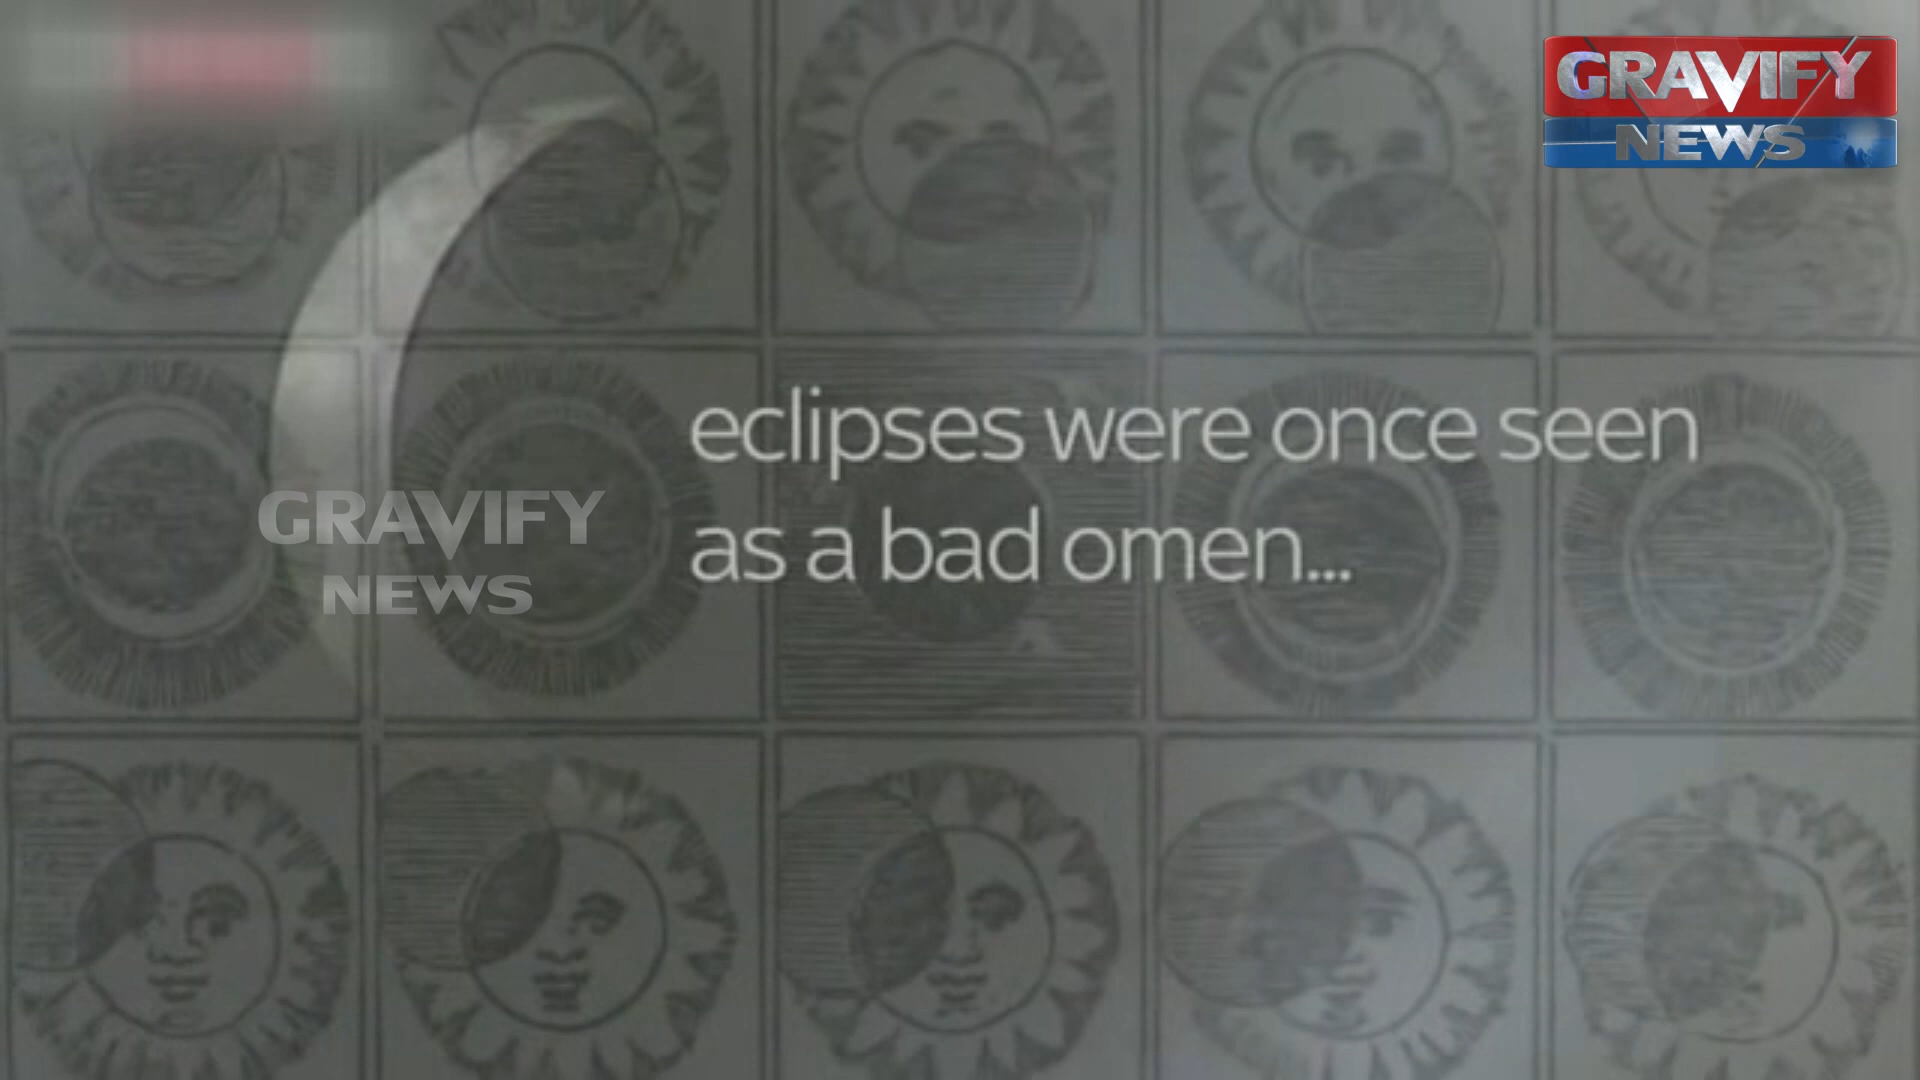 GRAVIFY
NEWS
eclipses were once seen
as a bad omen...
GRAVIFY
NEWS